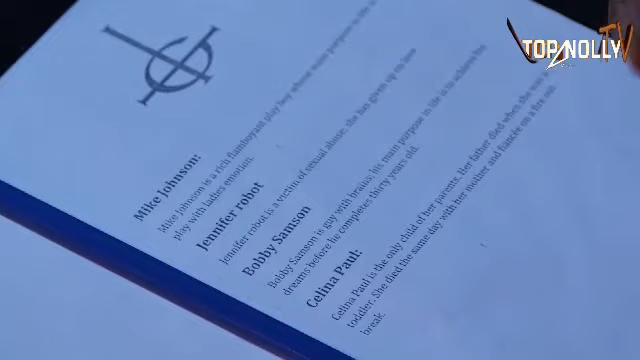 TOPNOLLY TV
Mike Johnson:
Mike Johnson is a rich flamboyant play boy whose main purpose in life is
play with ladies emotion.
Jennifer robot
Jennifer robot is a victim of sexual abuse; she has given up on love
Bobby Samson
Bobby Samson is guy with brains; his main purpose in life is to achieve his
dreams before he completes thirty years old.
Celina Paul:
Celina Paul is the only child of her parents. Her father died when she was a
toddler. She died the same day with her mother and fiancée on a fire out
break.